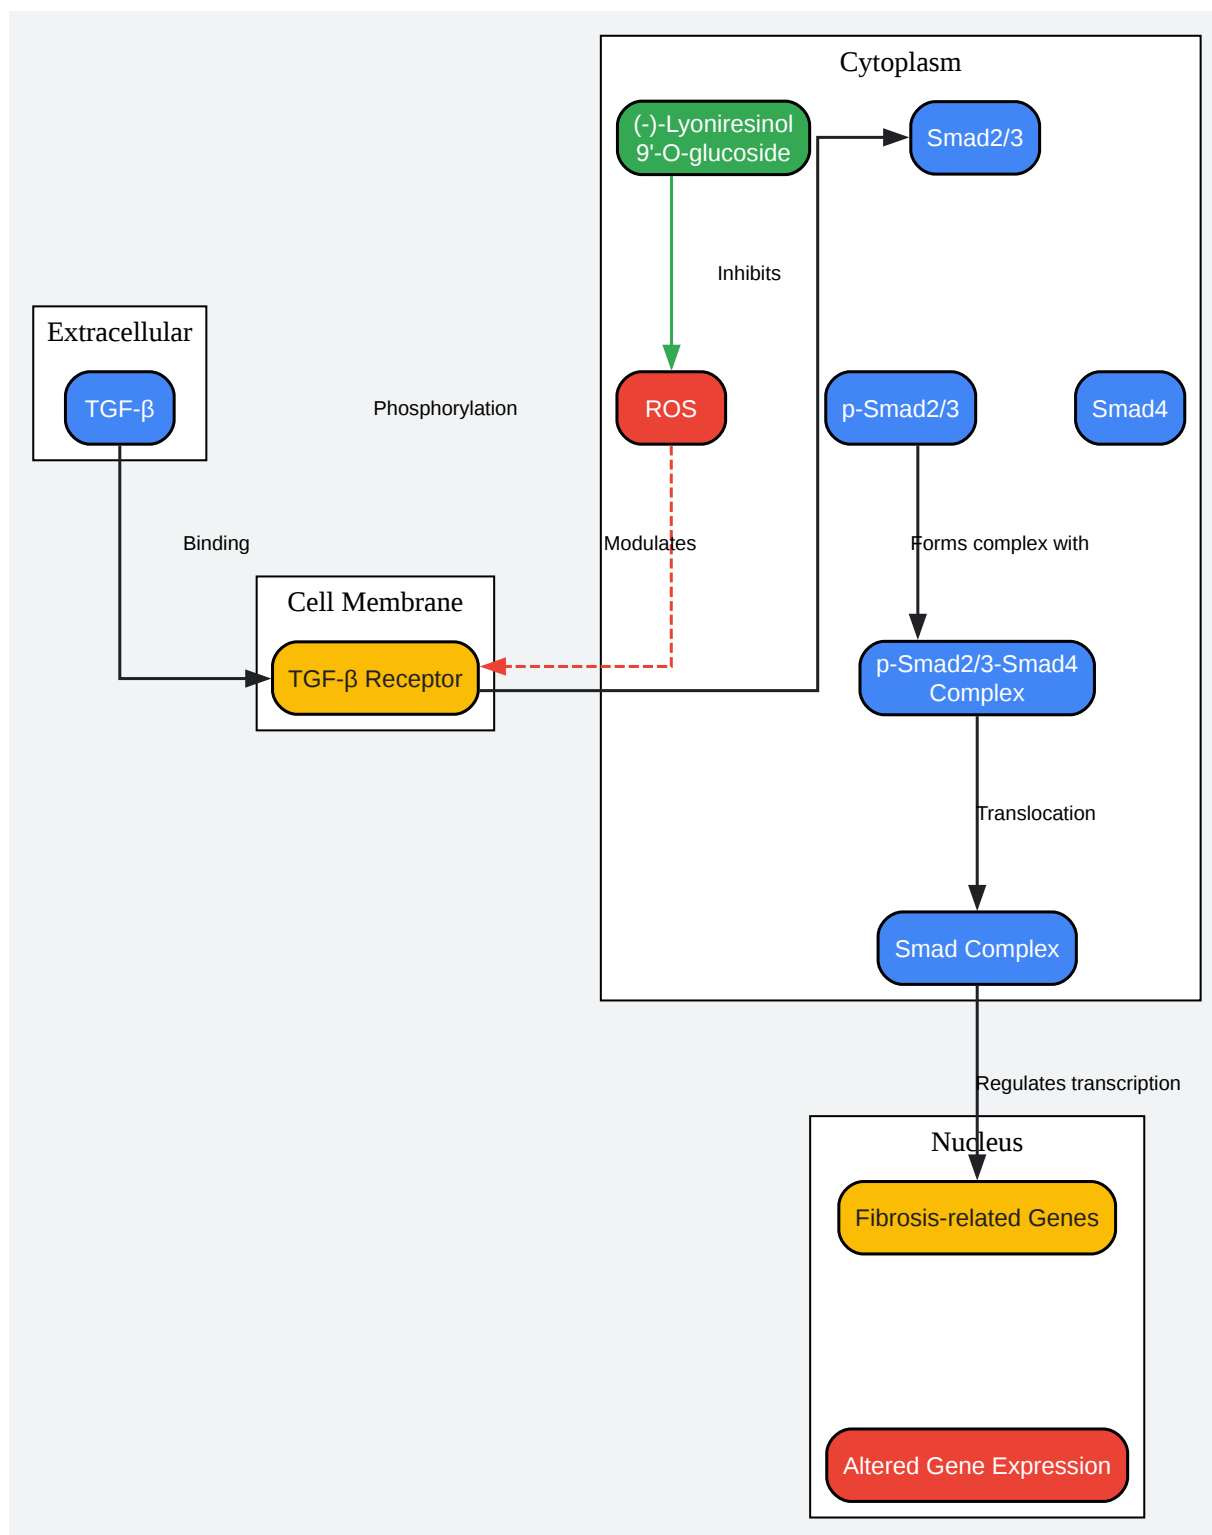 Cytoplasm
(-)-Lyoniresinol
9'-O-glucoside
Smad2/3
Inhibits
Extracellular
TGF-β
Phosphorylation
ROS
p-Smad2/3
Smad4
Binding
Modulates
Forms complex with
Cell Membrane
TGF-β Receptor
p-Smad2/3-Smad4
Complex
Translocation
Smad Complex
Regulates transcription
Nucleus
Fibrosis-related Genes
Altered Gene Expression